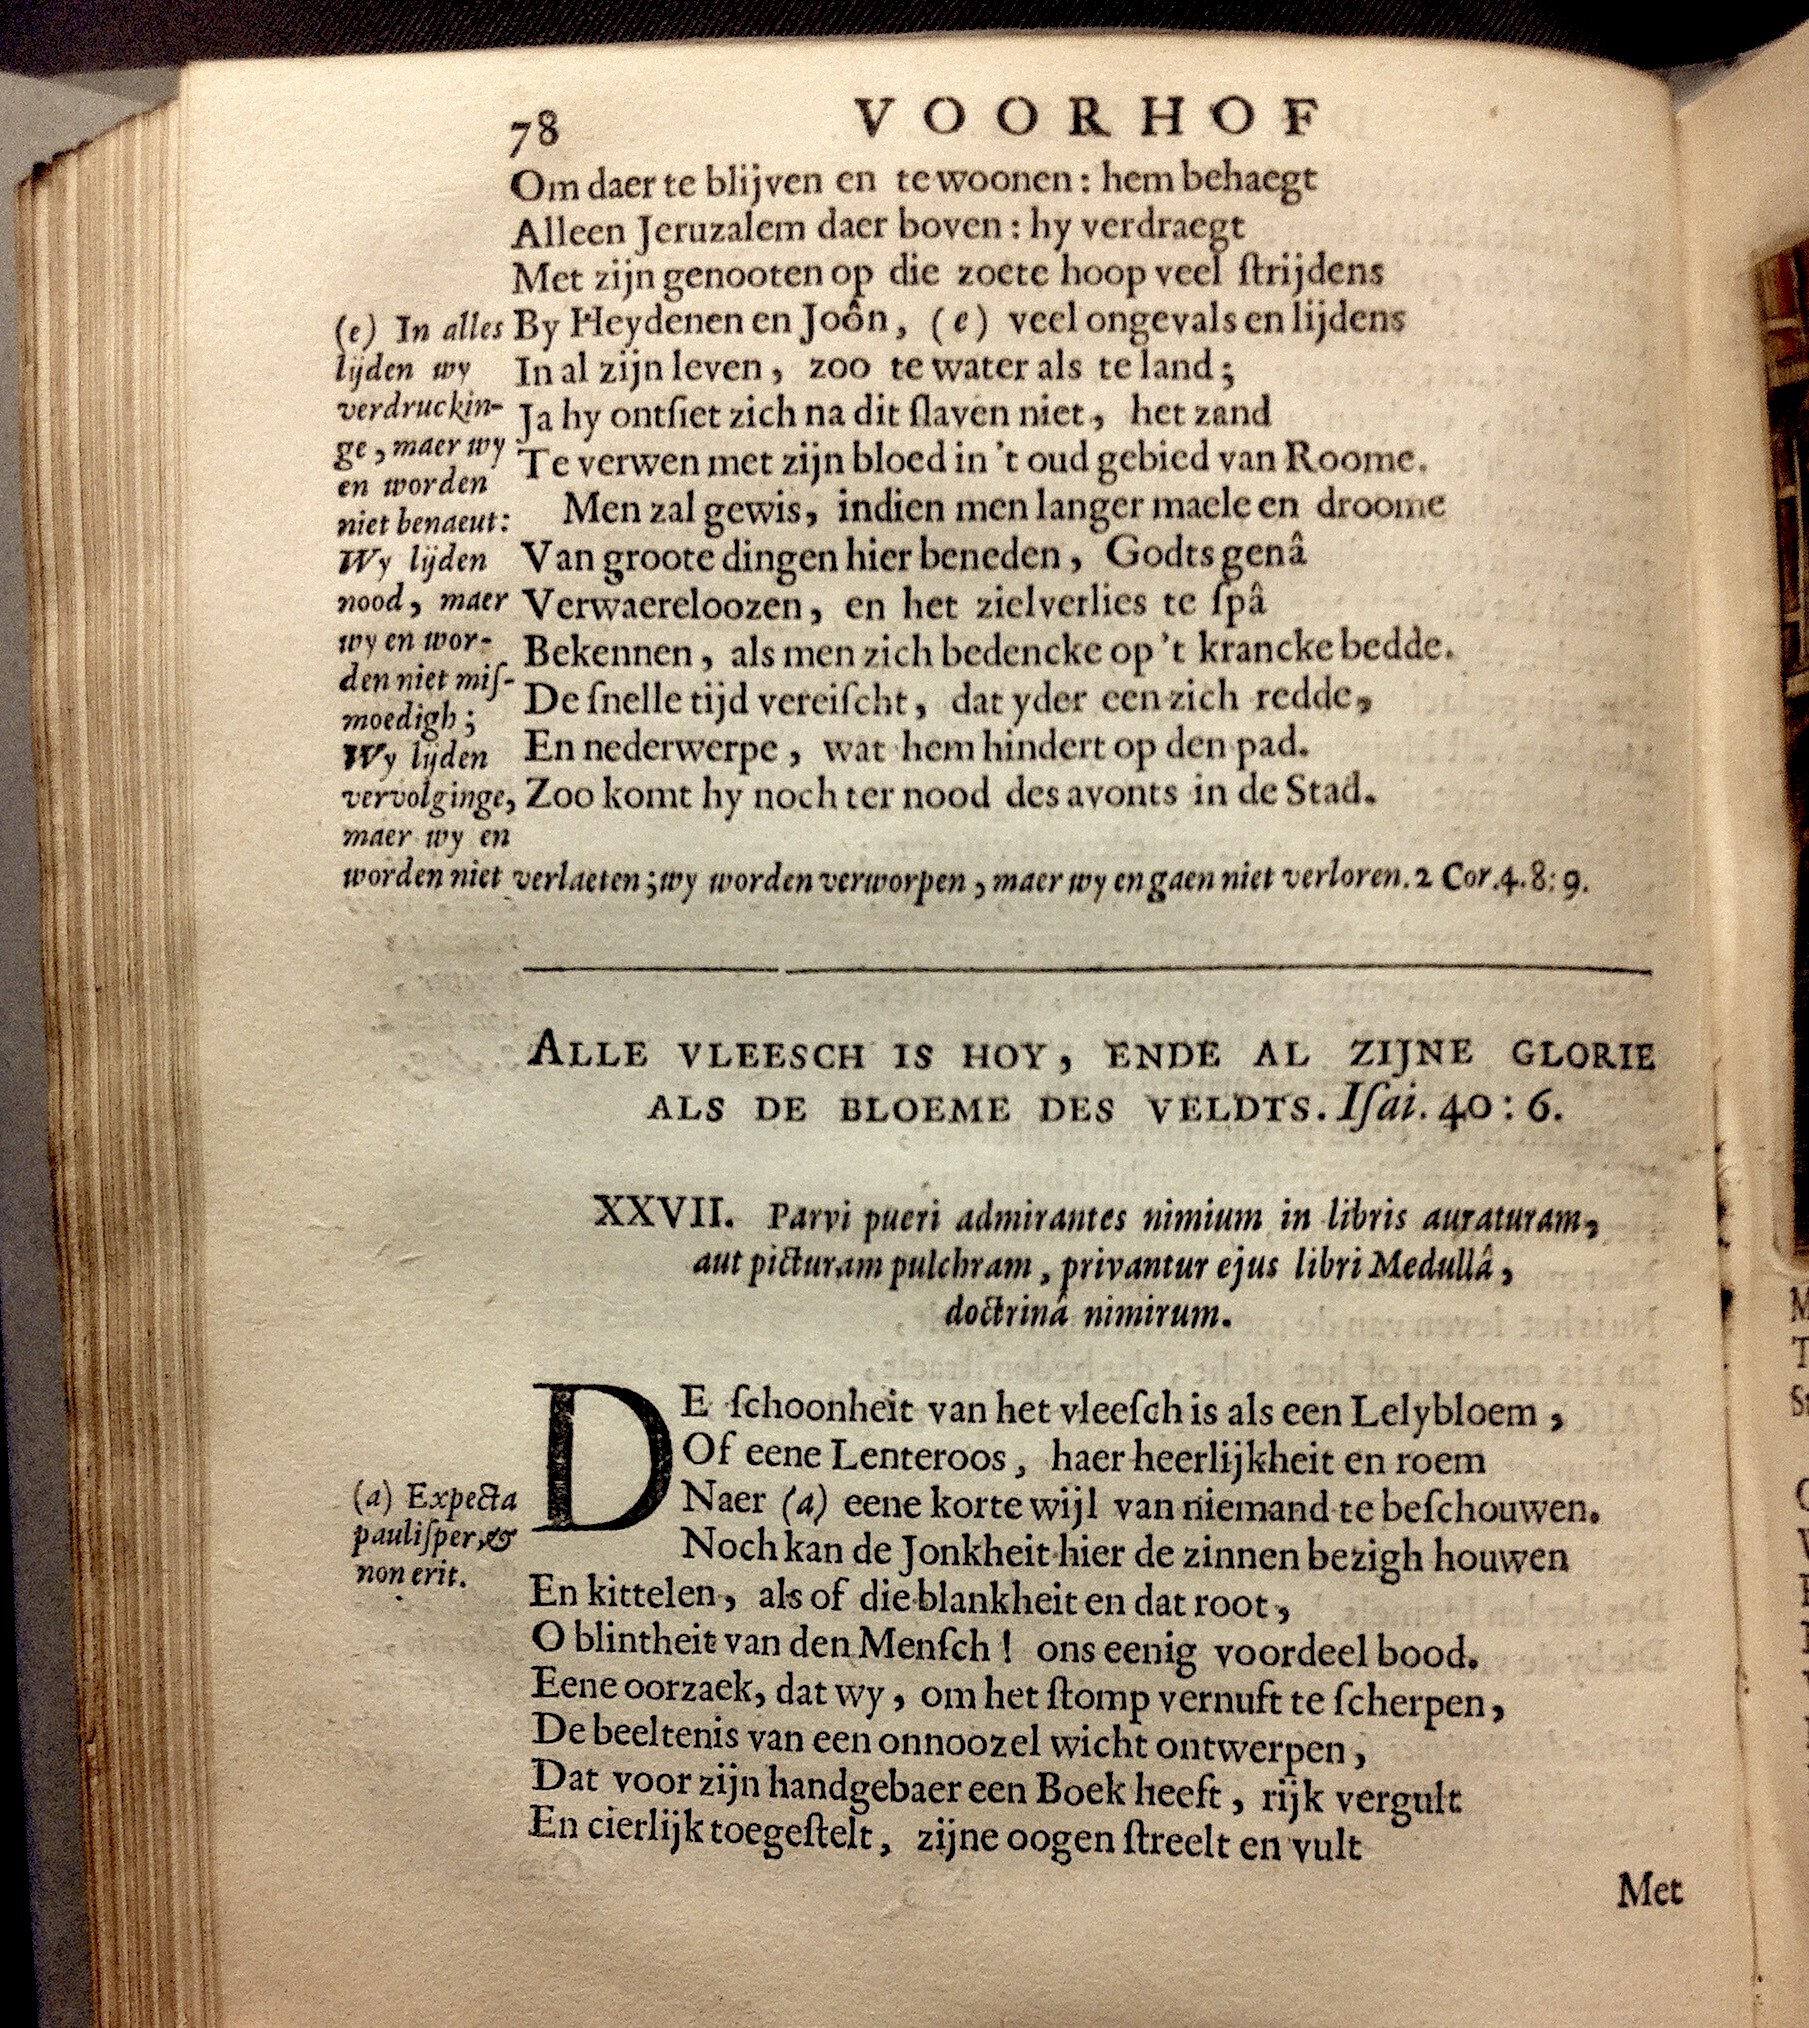 78 VOORHOF
Om daer te blijven en te woonen: hem behaegt
Alleen Jeruzalem daer boven: hy verdraegt
Met zijn genooten op die zoete hoop veel ſtrijdens
By Heydenen en Joôn, (e) veel ongevals en lijdens
In al zijn leven, zoo te water als te land;
Ja hy ontſiet zich na dit ſlaven niet, het zand
Te verwen met zijn bloed in 't oud gebied van Roome.
Men zal gewis, indien men langer maele en droome
Van groote dingen hier beneden, Godts genâ
Verwaereloozen, en het zielverlies te ſpâ
Bekennen, als men zich bedencke op 't krancke bedde.
De ſnelle tijd vereiſcht, dat yder een zich redde,
En nederwerpe, wat hem hindert op den pad.
Zoo komt hy noch ter nood des avonts in de Stad.
(e) In alles
lijden wy
verdruckin-
ge, maer wy
en worden
niet benaeut:
Wy lijden
nood, maer
wy en wor-
den niet miſ-
moedigh;
Wy lijden
vervolginge,
maer wy en
worden niet verlaeten; wy worden verworpen, maer wy en gaen niet verloren. 2 Cor. 4. 8: 9.
ALLE VLEESCH IS HOY, ENDE AL ZIJNE GLORIE
ALS DE BLOEME DES VELDTS. Iſai. 40: 6.
XXVII. Parvi pueri admirantes nimium in libris auraturam,
aut picturam pulchram, privantur ejus libri Medullâ,
doctrinâ nimirum.
DE ſchoonheit van het vleeſch is als een Lelybloem,
Of eene Lenteroos, haer heerlijkheit en roem
Naer (a) eene korte wijl van niemand te beſchouwen.
Noch kan de Jonkheit hier de zinnen bezigh houwen
En kittelen, als of die blankheit en dat root,
O blintheit van den Menſch! ons eenig voordeel bood.
Eene oorzaek, dat wy, om het ſtomp vernuft te ſcherpen,
De beeltenis van een onnoozel wicht ontwerpen,
Dat voor zijn handgebaer een Boek heeft, rijk vergult
En cierlijk toegeſtelt, zijne oogen ſtreelt en vult
(a) Expecta
pauliſper, &
non erit.
Met